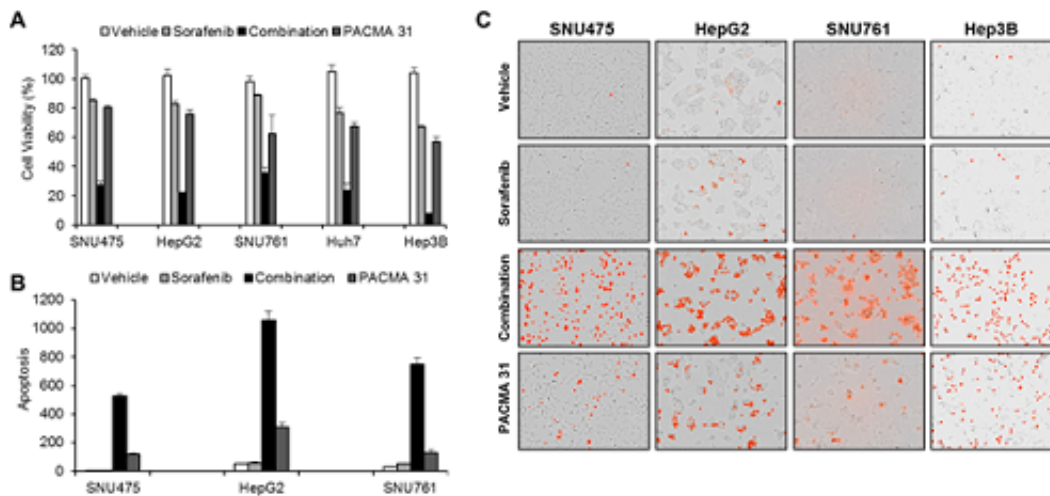 A
Vehicle Sorafenib Combination PACMA 31
Cell Viability (%)
120
100
80
60
40
20
0
SNU475 HepG2 SNU761 Huh7 Hep3B
B
Vehicle Sorafenib Combination PACMA 31
Apoptosis
1200
1000
800
600
400
200
0
SNU475 HepG2 SNU761
C
SNU475 HepG2 SNU761 Hep3B
Vehicle
Sorafenib
Combination
PACMA 31